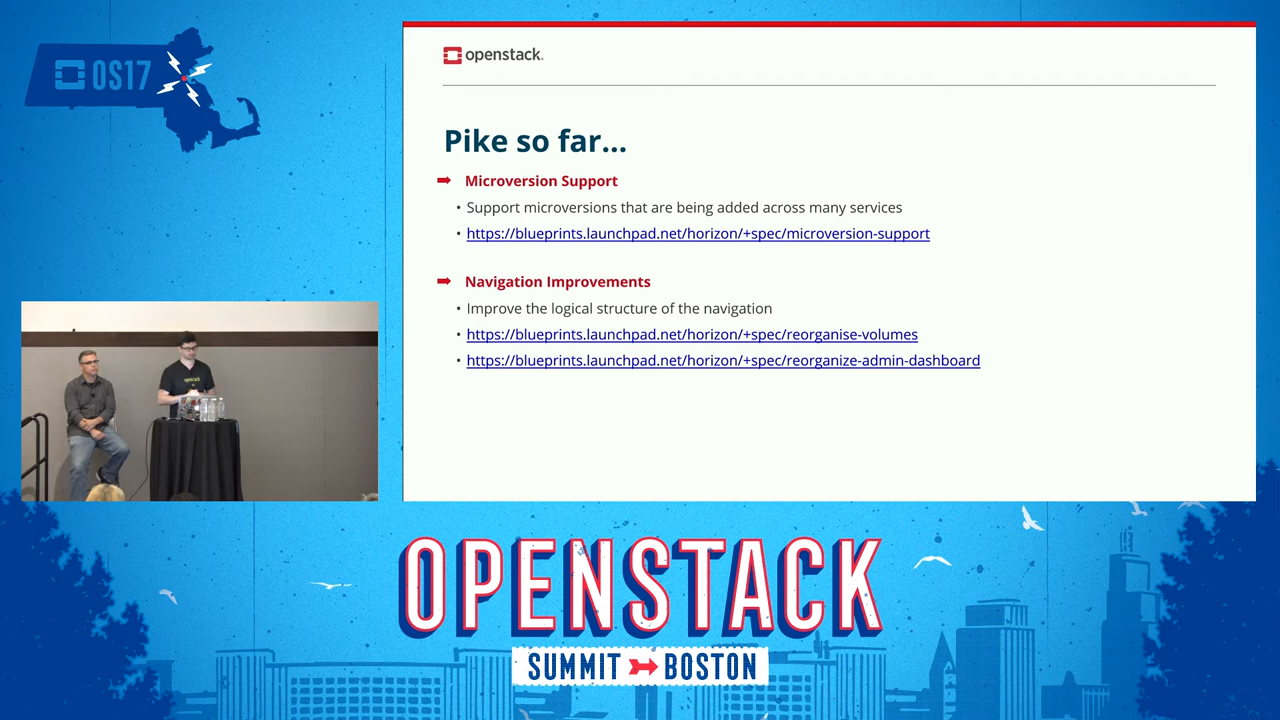 OS17
openstack.
Pike so far...
Microversion Support
• Support microversions that are being added across many services
• https://blueprints.launchpad.net/horizon/+spec/microversion-support
Navigation Improvements
• Improve the logical structure of the navigation
• https://blueprints.launchpad.net/horizon/+spec/reorganise-volumes
• https://blueprints.launchpad.net/horizon/+spec/reorganize-admin-dashboard
openstack
OPENSTACK
SUMMIT BOSTON